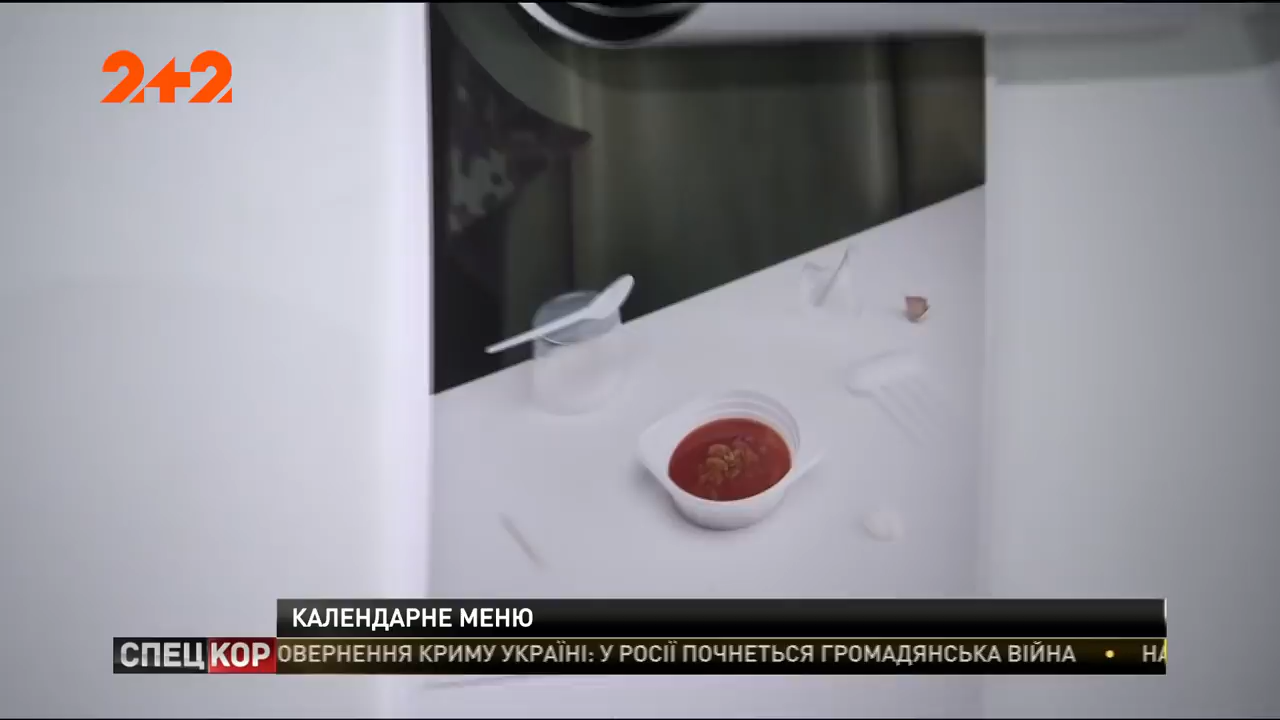 2+2
КАЛЕНДАРНЕ МЕНЮ
СПЕЦКОР
ОВЕРНЕННЯ КРИМУ УКРАЇНІ: У РОСІЇ ПОЧНЕТЬСЯ ГРОМАДЯНСЬКА ВІЙНА • НА